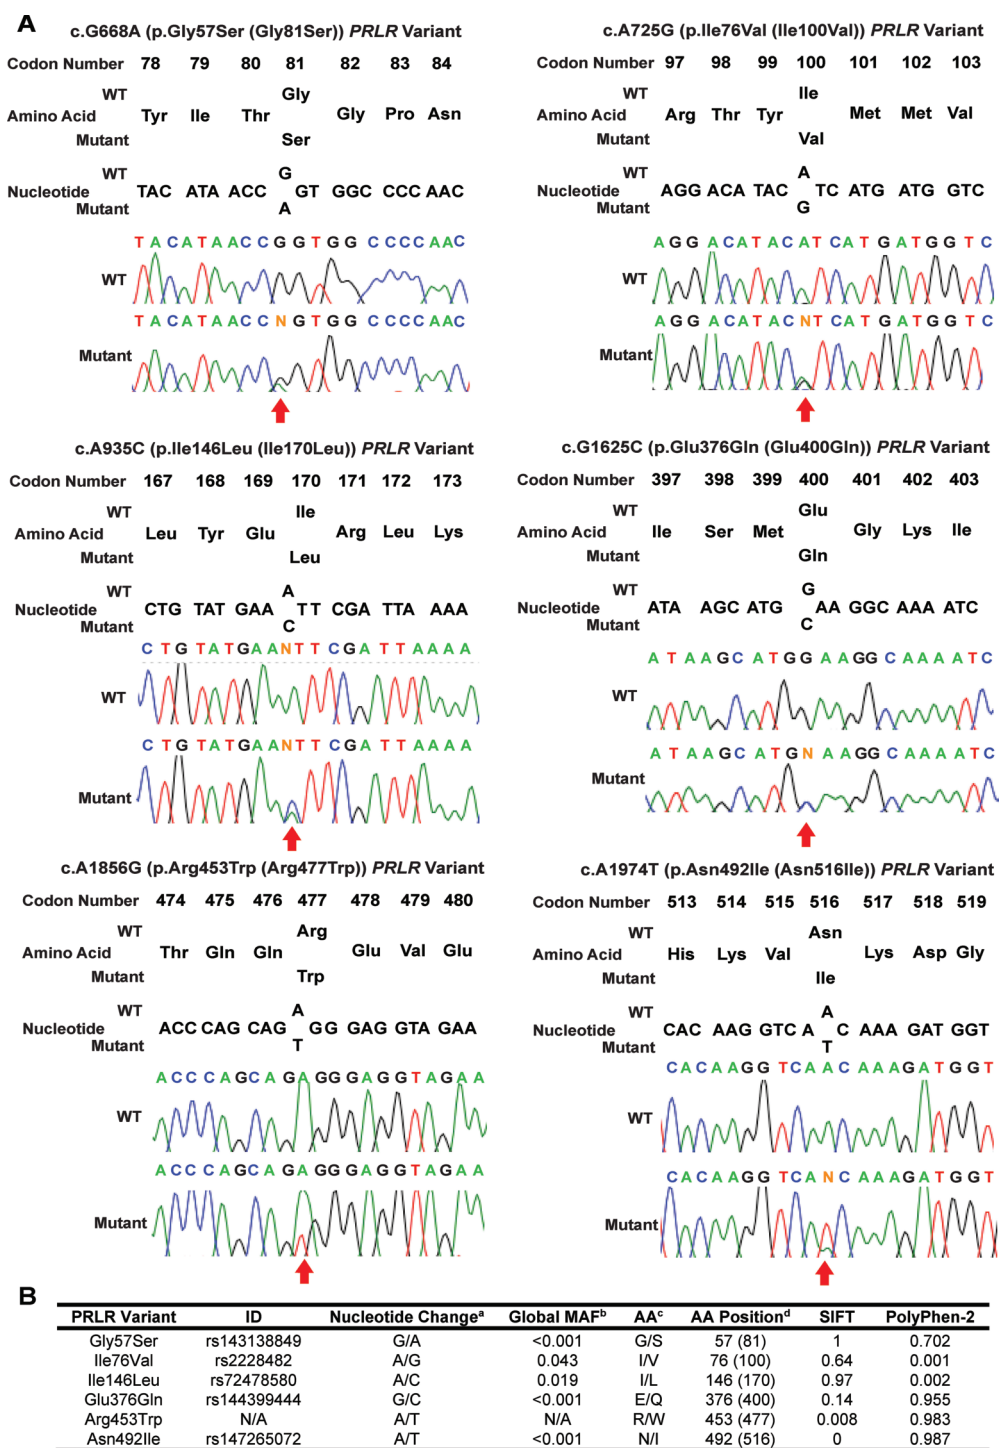 A
c.G668A (p.Gly57Ser (Gly81Ser)) PRLR Variant
Codon Number 78 79 80 81 82 83 84
WT Gly
Amino Acid Tyr Ile Thr Gly Pro Asn
Mutant Ser
WT G
Nucleotide TAC ATA ACC GT GGC CCC AAC
Mutant A
T A C A T A A C C G G T G G C C C C A A C
WT
T A C A T A A C C N G T G G C C C C A A C
Mutant
c.A725G (p.Ile76Val (Ile100Val)) PRLR Variant
Codon Number 97 98 99 100 101 102 103
WT Ile
Amino Acid Arg Thr Tyr Met Met Val
Mutant Val
WT A
Nucleotide AGG ACA TAC TC ATG ATG GTC
Mutant G
A G G A C A T A C A T C A T G A T G G T C
WT
A G G A C A T A C N T C A T G A T G G T C
Mutant
c.A935C (p.Ile146Leu (Ile170Leu)) PRLR Variant
Codon Number 167 168 169 170 171 172 173
WT Ile
Amino Acid Leu Tyr Glu Arg Leu Lys
Mutant Leu
WT A
Nucleotide CTG TAT GAA TT CGA TTA AAA
Mutant C
C T G T A T G A A N T T C G A T T A A A A
WT
C T G T A T G A A N T T C G A T T A A A A
Mutant
c.G1625C (p.Glu376Gln (Glu400Gln)) PRLR Variant
Codon Number 397 398 399 400 401 402 403
WT Glu
Amino Acid Ile Ser Met Gly Lys Ile
Mutant Gln
WT G
Nucleotide ATA AGC ATG AA GGC AAA ATC
Mutant C
A T A A G C A T G G A A G G C A A A A T C
WT
A T A A G C A T G N A A G G C A A A A T C
Mutant
c.A1856G (p.Arg453Trp (Arg477Trp)) PRLR Variant
Codon Number 474 475 476 477 478 479 480
WT Arg
Amino Acid Thr Gln Gln Glu Val Glu
Mutant Trp
WT A
Nucleotide ACC CAG CAG GG GAG GTA GAA
Mutant T
A C C C A G C A G A G G G A G G T A G A A
WT
A C C C A G C A G A G G G A G G T A G A A
Mutant
c.A1974T (p.Asn492Ile (Asn516Ile)) PRLR Variant
Codon Number 513 514 515 516 517 518 519
WT Asn
Amino Acid His Lys Val Lys Asp Gly
Mutant Ile
WT A
Nucleotide CAC AAG GTC A C AAA GAT GGT
Mutant T
C A C A A G G T C A A C A A A G A T G G T
WT
C A C A A G G T C A N C A A A G A T G G T
Mutant
B
PRLR Variant ID Nucleotide Changeª Global MAFᵇ AAᶜ AA Positionᵈ SIFT PolyPhen-2
Gly57Ser rs143138849 G/A <0.001 G/S 57 (81) 1 0.702
Ile76Val rs2228482 A/G 0.043 I/V 76 (100) 0.64 0.001
Ile146Leu rs72478580 A/C 0.019 I/L 146 (170) 0.97 0.002
Glu376Gln rs144399444 G/C <0.001 E/Q 376 (400) 0.14 0.955
Arg453Trp N/A A/T N/A R/W 453 (477) 0.008 0.983
Asn492Ile rs147265072 A/T <0.001 N/I 492 (516) 0 0.987